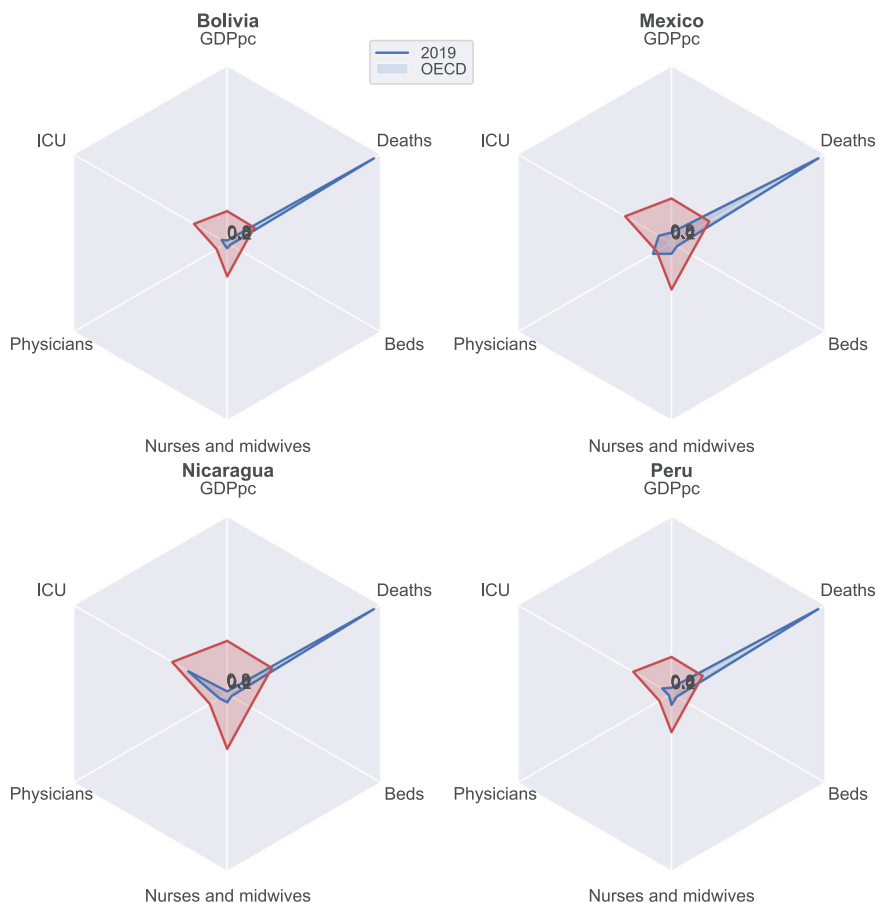 Bolivia
GDPpc
2019
OECD
Mexico
GDPpc
ICU
Deaths
ICU
Deaths
Physicians
Beds
Physicians
Beds
Nurses and midwives
Nurses and midwives
Nicaragua
GDPpc
Peru
GDPpc
ICU
Deaths
ICU
Deaths
Physicians
Beds
Physicians
Beds
Nurses and midwives
Nurses and midwives